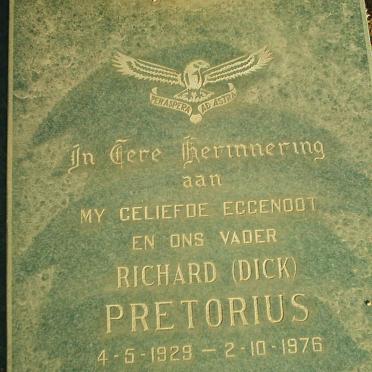 PER ASPERA AD ASTRA
In Tere Herinnering
aan
MY GELIEFDE EGGENOOT
EN ONS VADER
RICHARD (DICK)
PRETORIUS
4-5-1929 — 2-10-1976